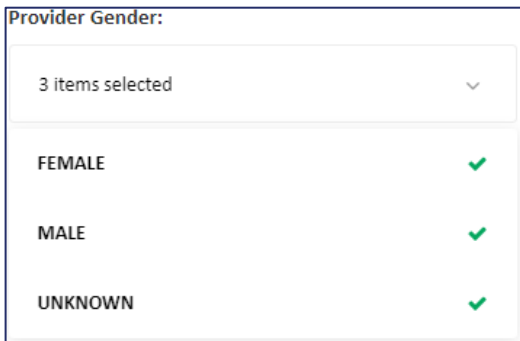 Provider Gender:
3 items selected
FEMALE
MALE
UNKNOWN